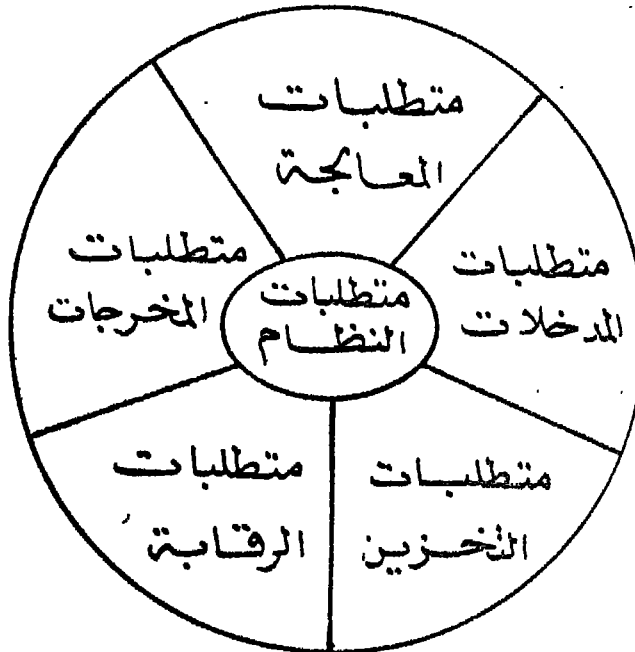 متطلبات
المعالجة
متطلبات
المدخلات
متطلبات
المخرجات
متطلبات
النظام
متطلبات
التخزين
متطلبات
الرقابة